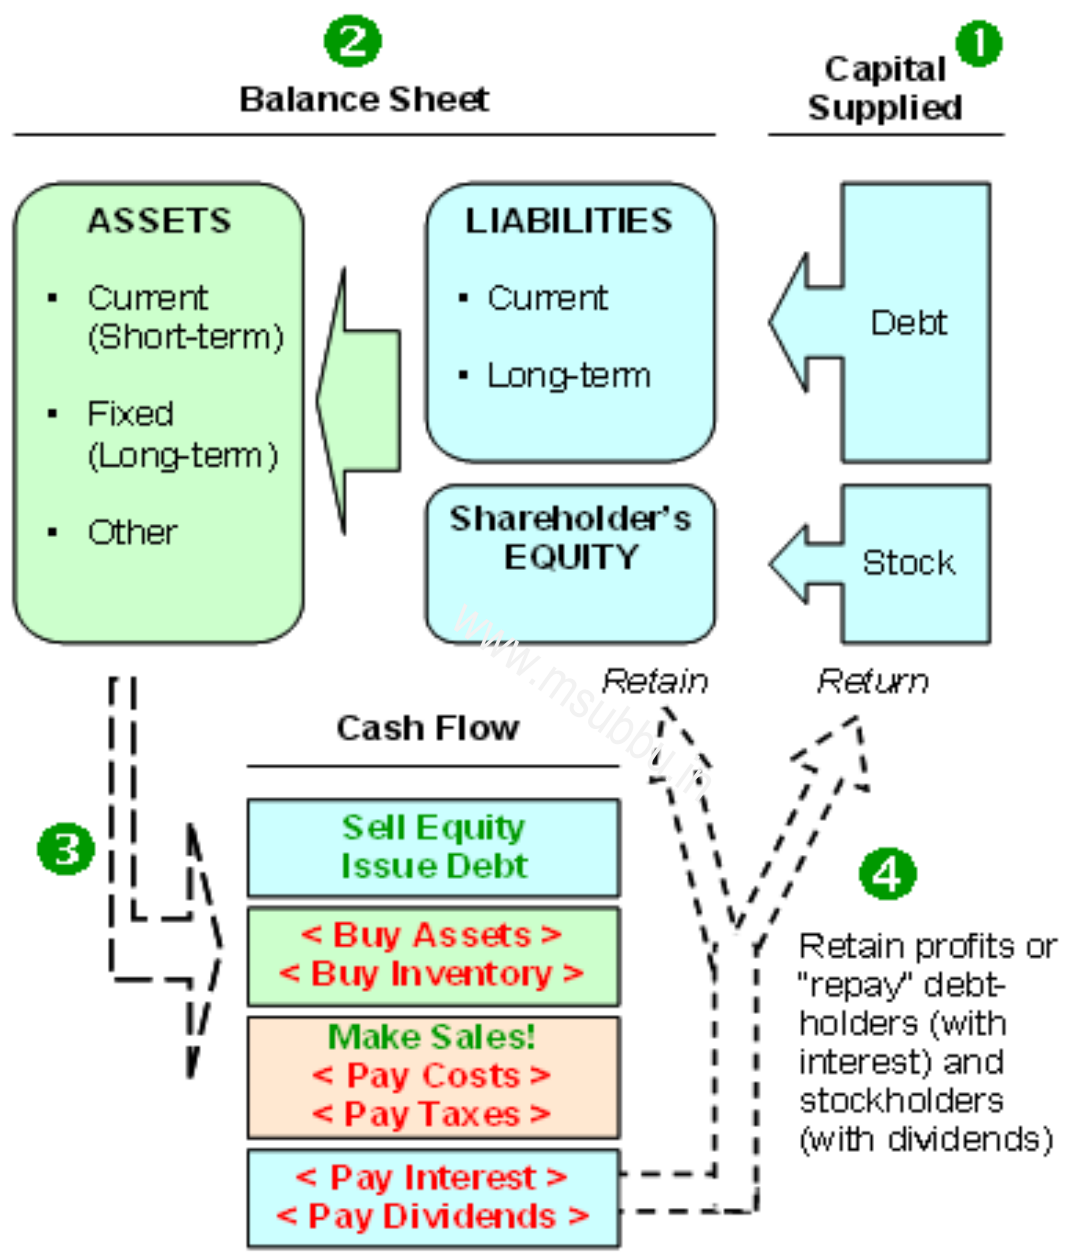 2
Balance Sheet
1
Capital
Supplied
ASSETS
▪ Current
(Short-term)
▪ Fixed
(Long-term)
▪ Other
LIABILITIES
▪ Current
▪ Long-term
Shareholder's
EQUITY
Debt
Stock
www.msubbu.in
Retain
Return
Cash Flow
3
Sell Equity
Issue Debt
< Buy Assets >
< Buy Inventory >
Make Sales!
< Pay Costs >
< Pay Taxes >
< Pay Interest >
< Pay Dividends >
4
Retain profits or
"repay" debt-
holders (with
interest) and
stockholders
(with dividends)